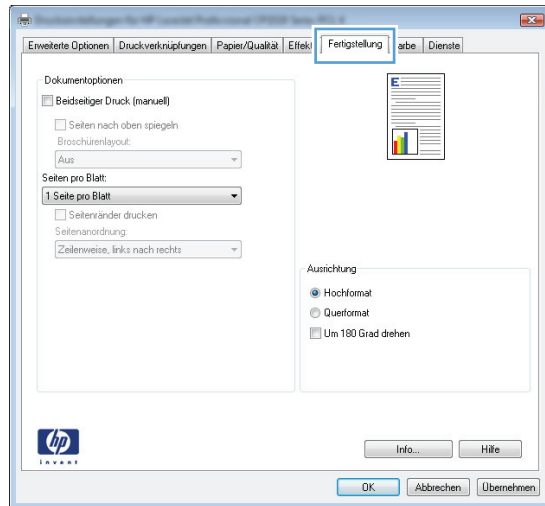 Erweiterte Optionen Druckverknüpfungen Papier/Qualität Effek Fertigstellung arbe Dienste
Dokumentoptionen
Beidseitiger Druck (manuell)
Seiten nach oben spiegeln
Broschürenlayout:
Aus
Seiten pro Blatt:
1 Seite pro Blatt
Seitenränder drucken
Seitenanordnung:
Zeilenweise, links nach rechts
E
Ausrichtung
Hochformat
Querformat
Um 180 Grad drehen
hp
invent
Info... Hilfe
OK Abbrechen Übernehmen